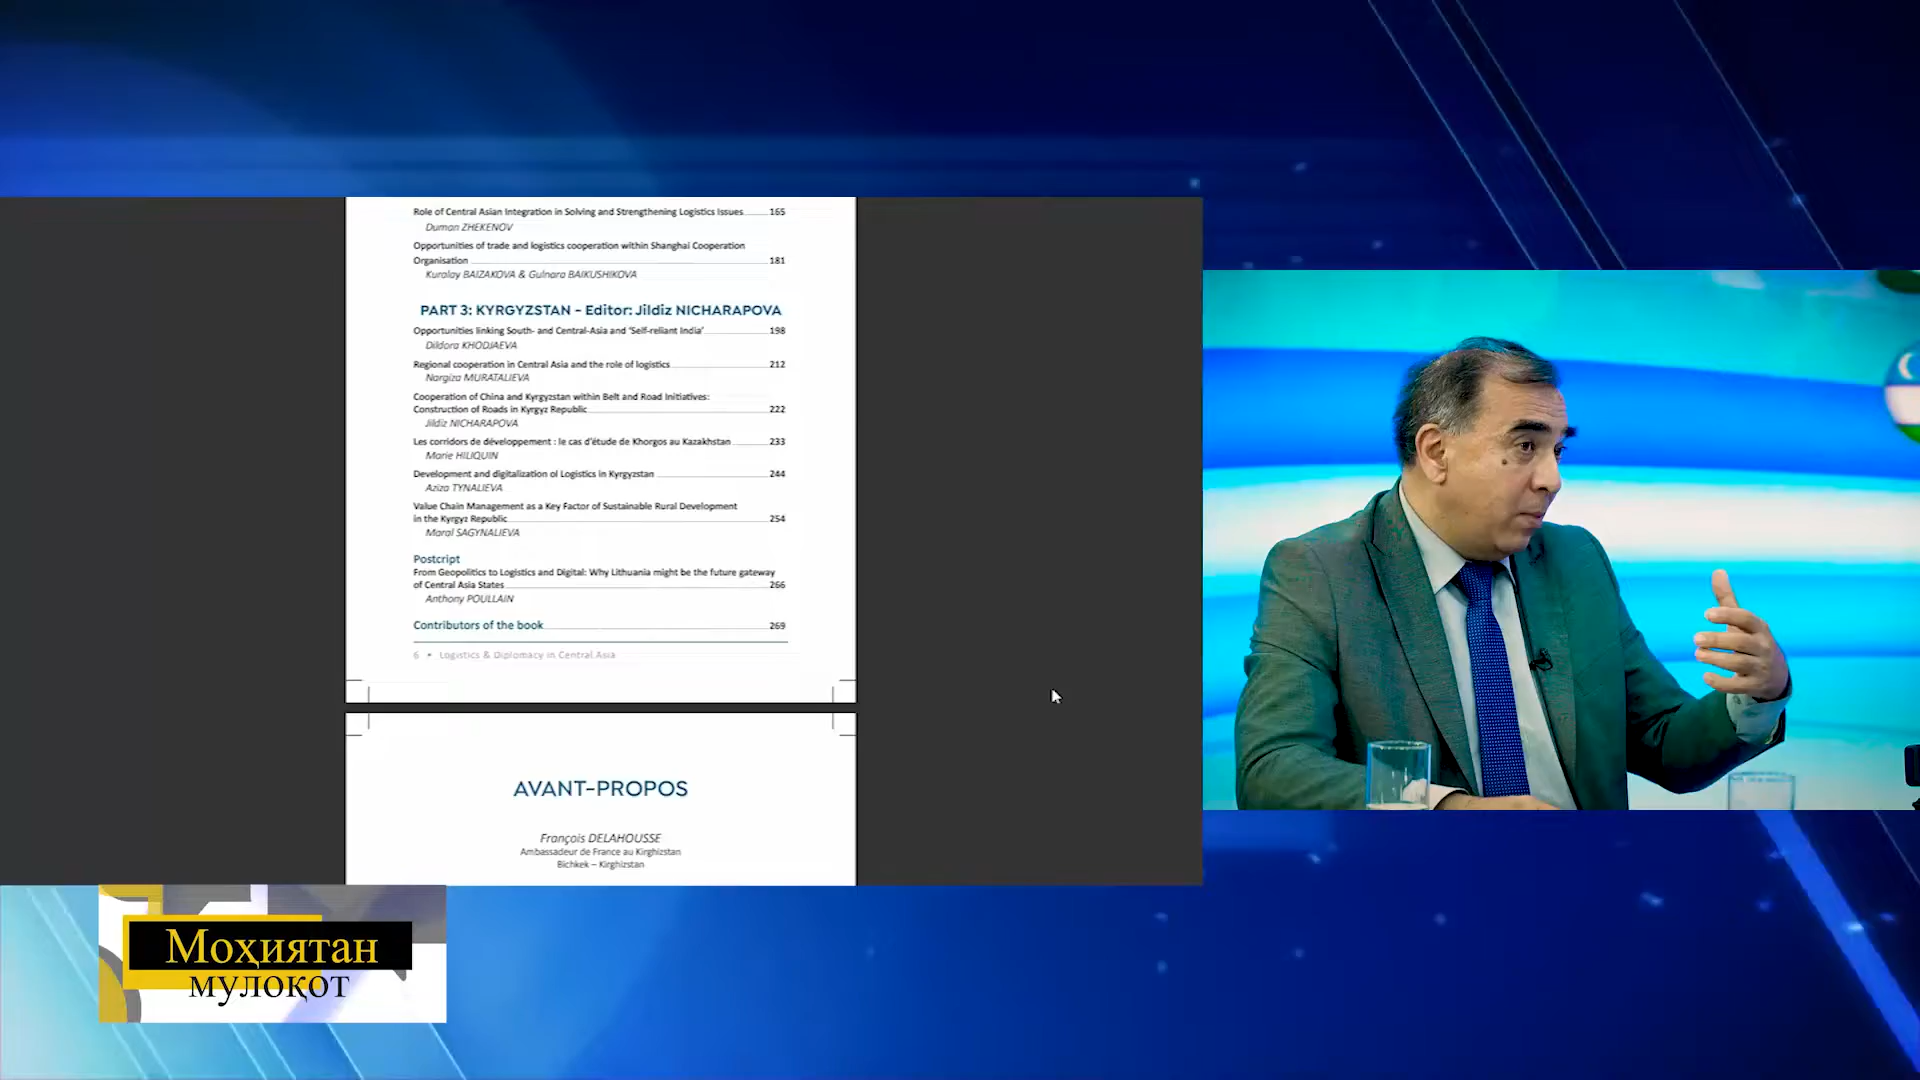 Role of Central Asian Integration in Solving and Strengthening Logistics Issues 165
Duman ZHEKENOV
Opportunities of trade and logistics cooperation within Shanghai Cooperation
Organisation 181
Kuralay BAIZAKOVA & Gulnara BAIKUSHIKOVA
PART 3: KYRGYZSTAN - Editor: Jildiz NICHARAPOVA
Opportunities linking South- and Central-Asia and 'Self-reliant India' 198
Dildora KHODJAEVA
Regional cooperation in Central Asia and the role of logistics 212
Nargiza MURATALIEVA
Cooperation of China and Kyrgyzstan within Belt and Road Initiatives:
Construction of Roads in Kyrgyz Republic 222
Jildiz NICHARAPOVA
Les corridors de développement : le cas d'étude de Khorgos au Kazakhstan 233
Marie HILIQUIN
Development and digitalization of Logistics in Kyrgyzstan 244
Aziza TYNALIEVA
Value Chain Management as a Key Factor of Sustainable Rural Development
in the Kyrgyz Republic 254
Maral SAGYNALIEVA
Postcript
From Geopolitics to Logistics and Digital: Why Lithuania might be the future gateway
of Central Asia States 266
Anthony POULLAIN
Contributors of the book 269
6 • Logistics & Diplomacy in Central Asia
AVANT-PROPOS
François DELAHOUSSE
Ambassadeur de France au Kirghizstan
Bichkek – Kirghizstan
Моҳиятан
мулоқот